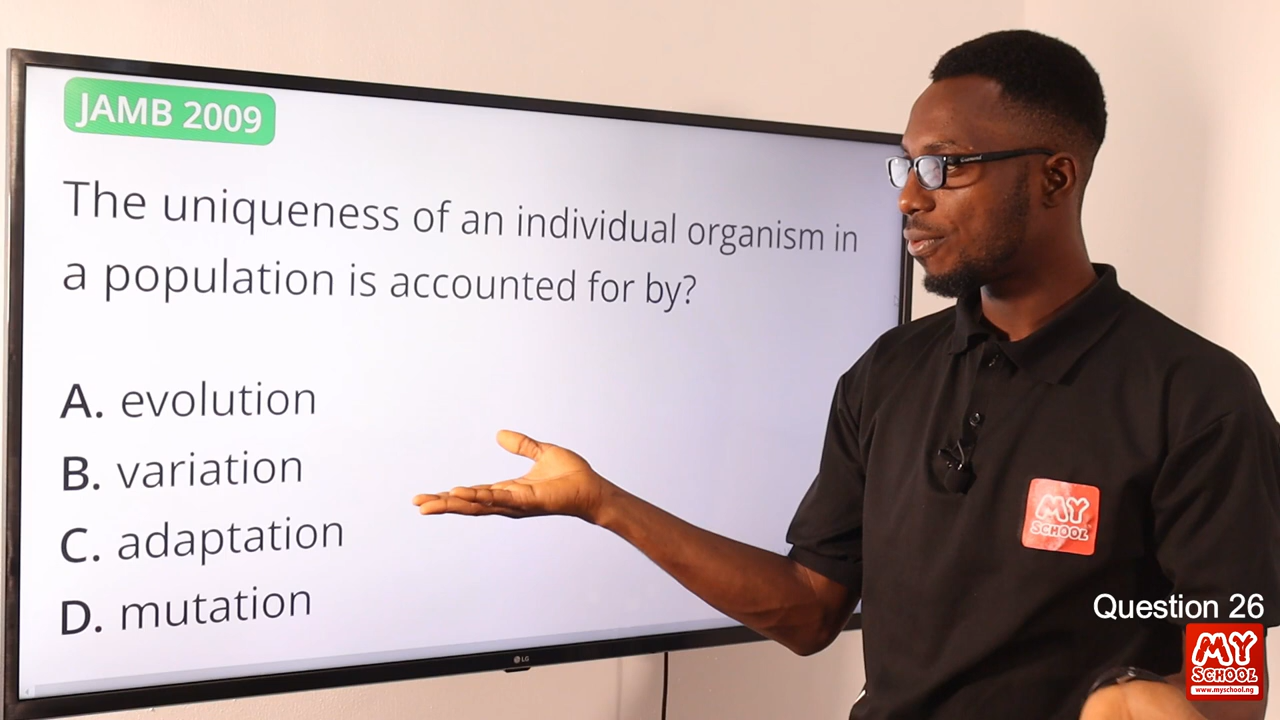 JAMB 2009
The uniqueness of an individual organism in
a population is accounted for by?
A. evolution
B. variation
C. adaptation
D. mutation
LG
MY
SCHOOL
Question 26
MY
SCHOOL
www.myschool.ng